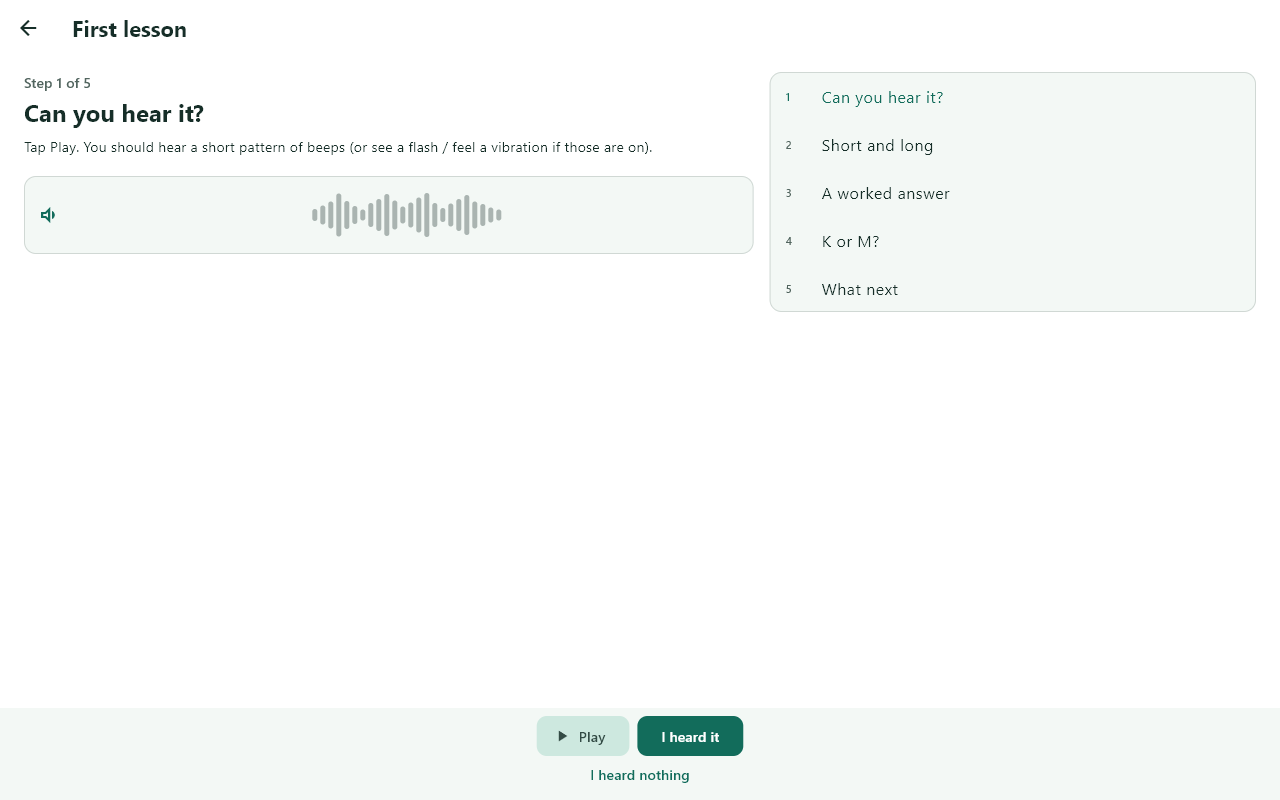 First lesson
Step 1 of 5
Can you hear it?
Tap Play. You should hear a short pattern of beeps (or see a flash / feel a vibration if those are on).
1 Can you hear it?
2 Short and long
3 A worked answer
4 K or M?
5 What next
Play
I heard it
I heard nothing